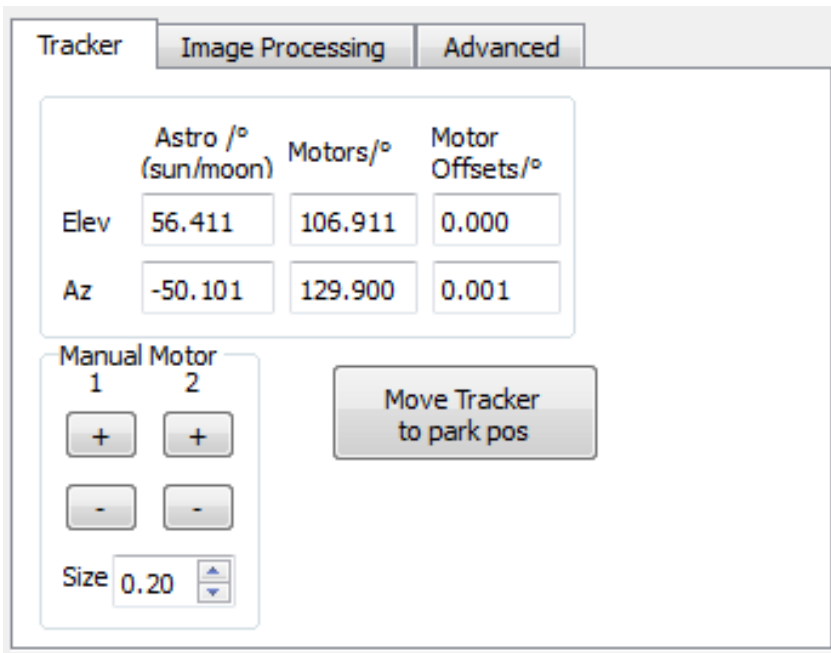 Tracker Image Processing Advanced
Astro /° Motors/° Motor
(sun/moon) Offsets/°
Elev 56.411 106.911 0.000
Az -50.101 129.900 0.001
Manual Motor
1 2
+ +
- -
Size 0.20
Move Tracker
to park pos